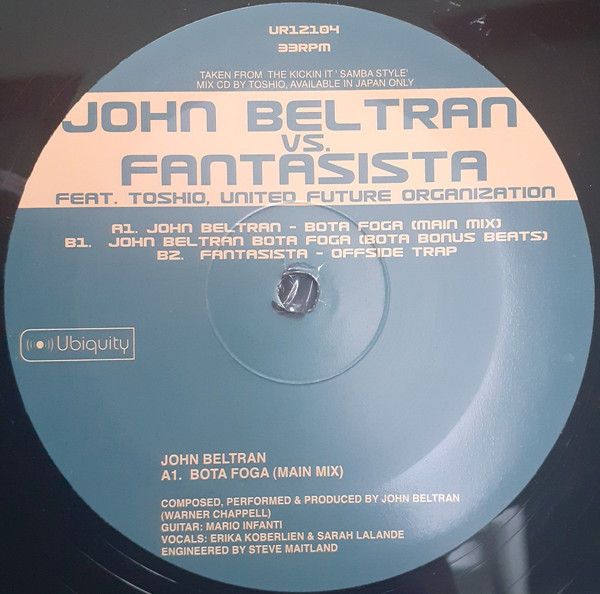 UR12104
33RPM
TAKEN FROM THE KICKIN IT ' SAMBA STYLE'
MIX CD BY TOSHIO, AVAILABLE IN JAPAN ONLY
JOHN BELTRAN
VS.
FANTASISTA
FEAT. TOSHIO, UNITED FUTURE ORGANIZATION
A1. JOHN BELTRAN - BOTA FOGA (MAIN MIX)
B1. JOHN BELTRAN BOTA FOGA (BOTA BONUS BEATS)
B2. FANTASISTA - OFFSIDE TRAP
Ubiquity
JOHN BELTRAN
A1. BOTA FOGA (MAIN MIX)
COMPOSED, PERFORMED & PRODUCED BY JOHN BELTRAN
(WARNER CHAPPELL)
GUITAR: MARIO INFANTI
VOCALS: ERIKA KOBERLIEN & SARAH LALANDE
ENGINEERED BY STEVE MAITLAND